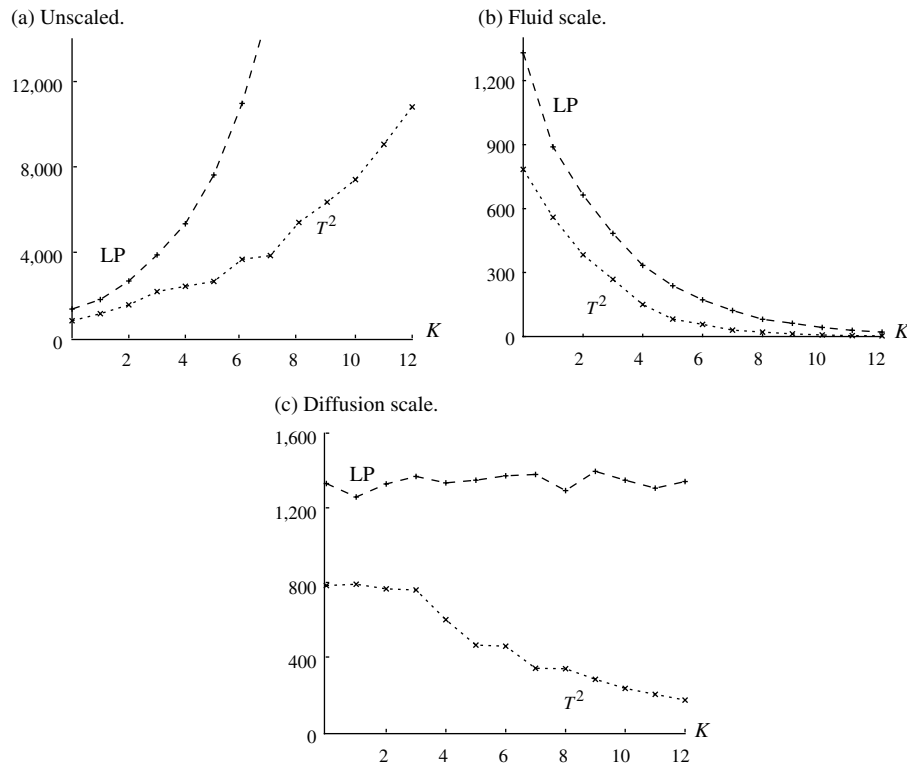 (a) Unscaled.
12,000
8,000
4,000
0
LP
T²
2 4 6 8 10 12
K
(b) Fluid scale.
1,200
900
600
300
0
LP
T²
2 4 6 8 10 12
K
(c) Diffusion scale.
1,600
1,200
800
400
0
LP
T²
2 4 6 8 10 12
K